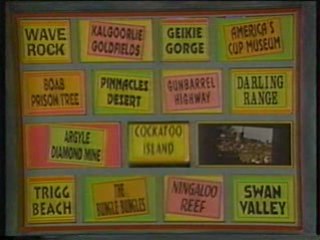 WAVE
ROCK
KALGOORLIE
GOLDFIELDS
GEIKIE
GORGE
AMERICA'S
CUP MUSEUM
BOAB
PRISON TREE
PINNACLES
DESERT
GUNBARREL
HIGHWAY
DARLING
RANGE
ARGYLE
DIAMOND MINE
COCKATOO
ISLAND
TRIGG
BEACH
THE
BUNGLE BUNGLES
NINGALOO
REEF
SWAN
VALLEY